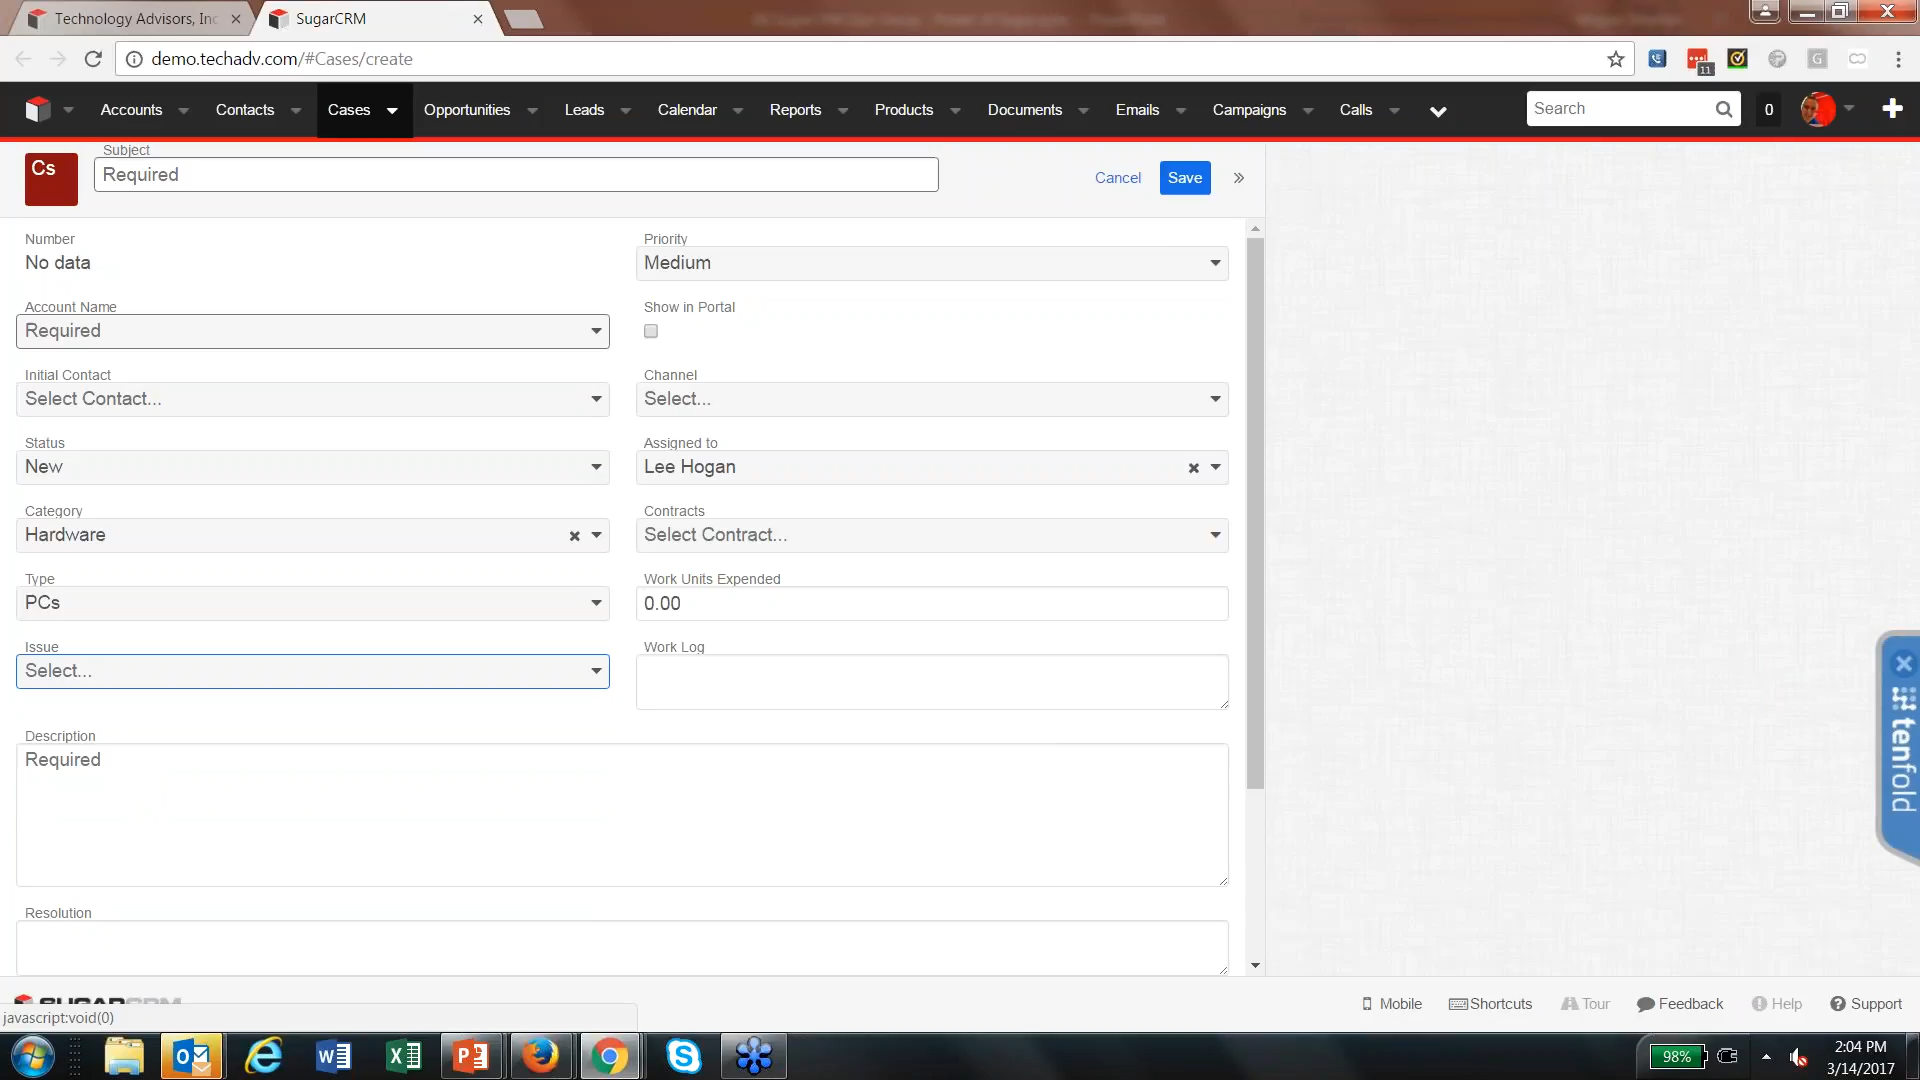 Technology Advisors, Inc
SugarCRM
demo.techadv.com/#Cases/create
11
G
Accounts Contacts Cases Opportunities Leads Calendar Reports Products Documents Emails Campaigns Calls
Search
0
Cs
Subject
Required
Cancel Save »
Number
No data
Priority
Medium
Account Name
Required
Show in Portal
Initial Contact
Select Contact...
Channel
Select...
Status
New
Assigned to
Lee Hogan
Category
Hardware
Contracts
Select Contract...
Type
PCs
Work Units Expended
0.00
Issue
Select...
Work Log
Description
Required
Resolution
tenfold
SUGARCRM
Mobile Shortcuts Tour Feedback Help Support
javascript:void(0)
98%
2:04 PM
3/14/2017